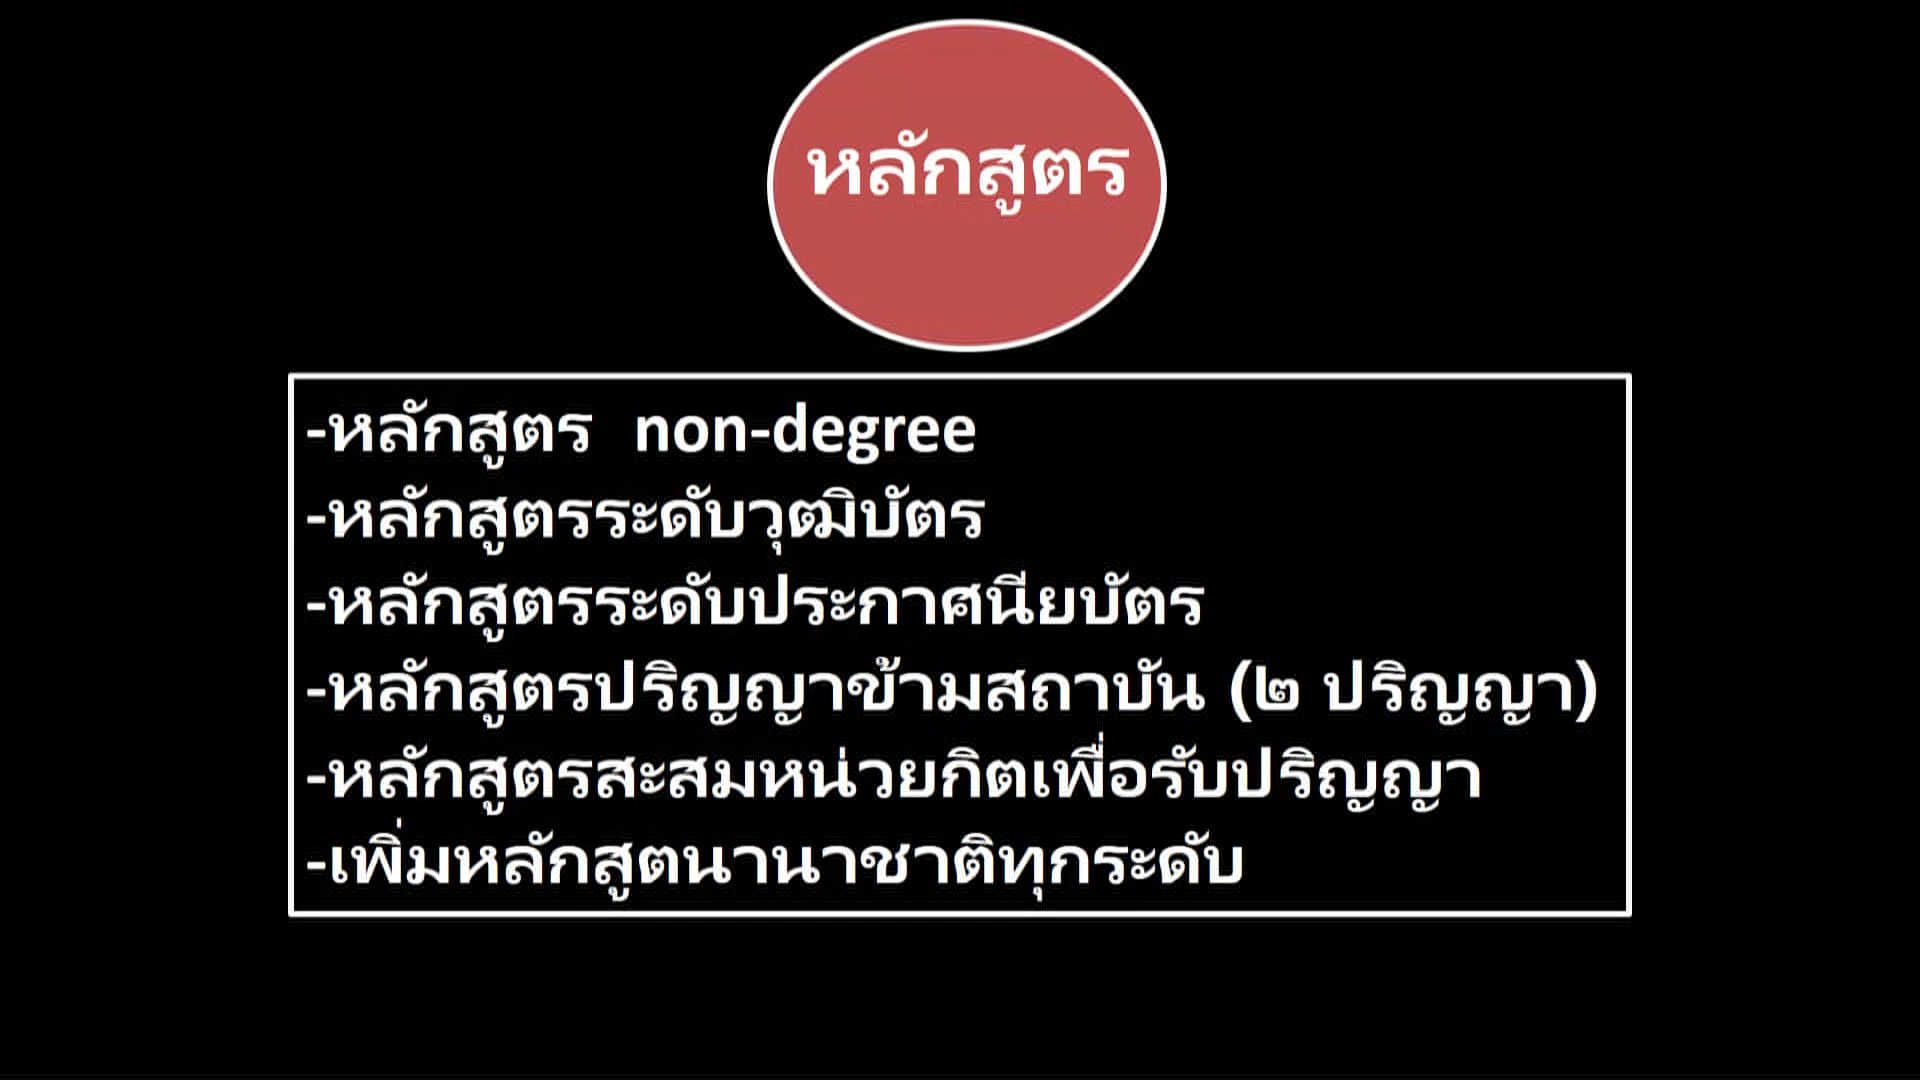 หลักสูตร
-หลักสูตร  non-degree
-หลักสูตรระดับวุฒิบัตร
-หลักสูตรระดับประกาศนียบัตร
-หลักสูตรปริญญาข้ามสถาบัน (๒ ปริญญา)
-หลักสูตรสะสมหน่วยกิตเพื่อรับปริญญา
-เพิ่มหลักสูตนานาชาติทุกระดับ